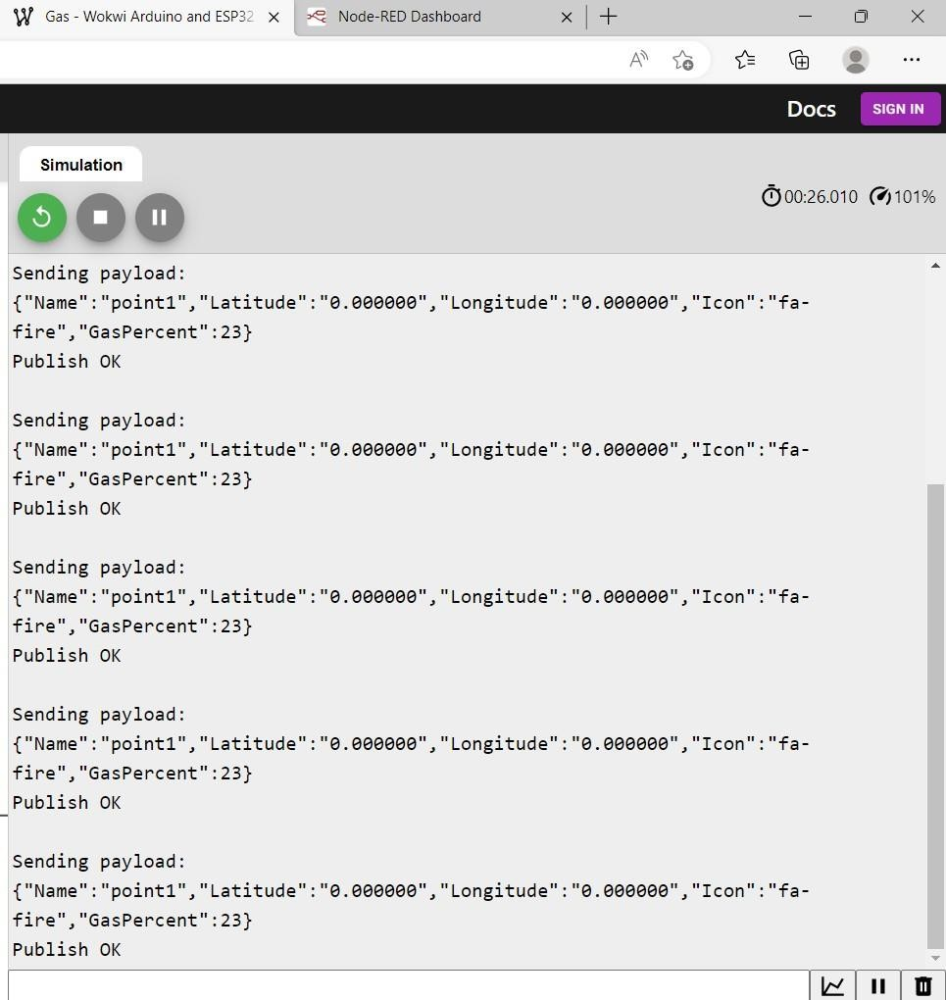 Gas - Wokwi Arduino and ESP32
Node-RED Dashboard
Docs
SIGN IN
Simulation
00:26.010
101%
Sending payload:
{"Name":"point1","Latitude":"0.000000","Longitude":"0.000000","Icon":"fa-
fire","GasPercent":23}
Publish OK
Sending payload:
{"Name":"point1","Latitude":"0.000000","Longitude":"0.000000","Icon":"fa-
fire","GasPercent":23}
Publish OK
Sending payload:
{"Name":"point1","Latitude":"0.000000","Longitude":"0.000000","Icon":"fa-
fire","GasPercent":23}
Publish OK
Sending payload:
{"Name":"point1","Latitude":"0.000000","Longitude":"0.000000","Icon":"fa-
fire","GasPercent":23}
Publish OK
Sending payload:
{"Name":"point1","Latitude":"0.000000","Longitude":"0.000000","Icon":"fa-
fire","GasPercent":23}
Publish OK